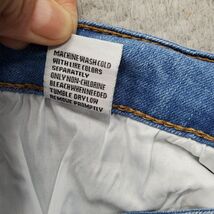 MACHINE WASH COLD
WITH LIKE COLORS
SEPARATELY
ONLY NON-CHLORINE
BLEACH WHEN NEEDED
TUMBLE DRY LOW
REMOVE PROMPTLY